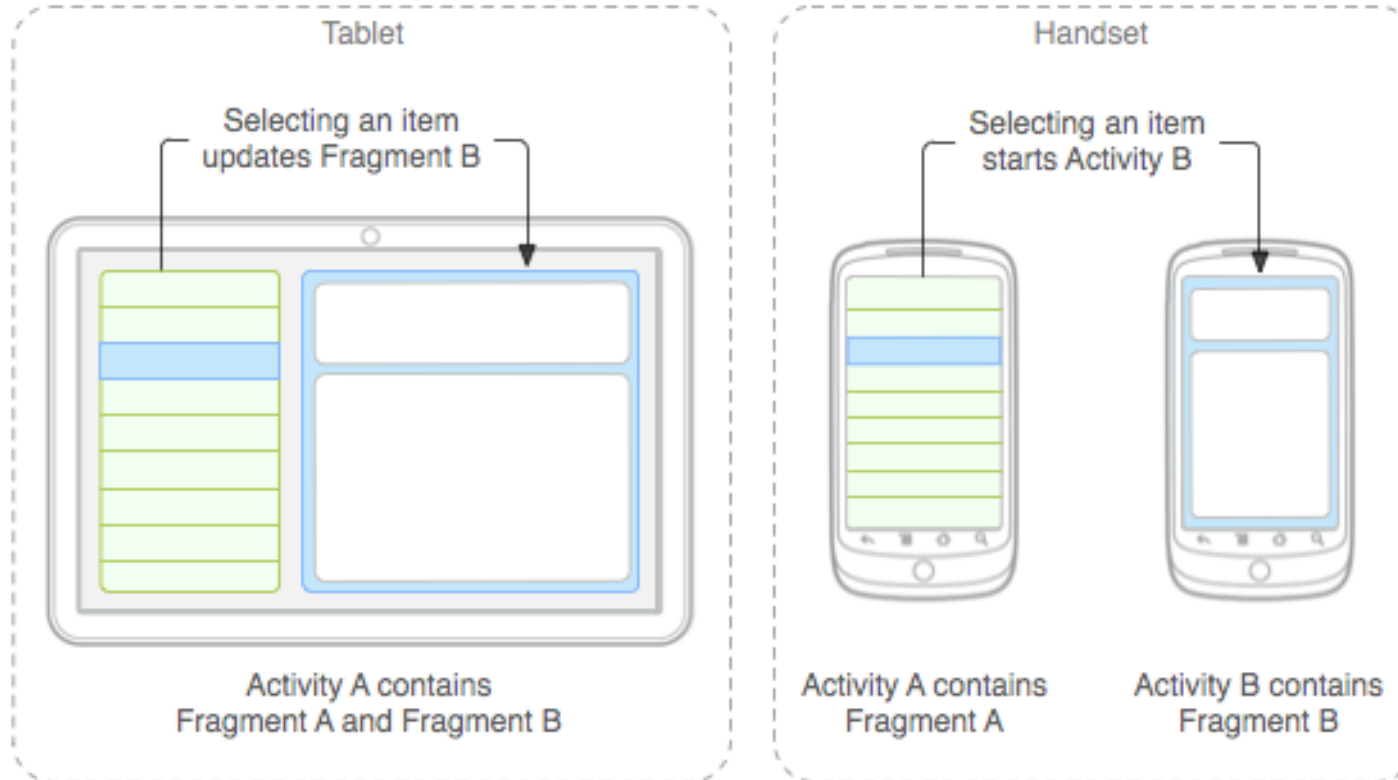 Tablet
Selecting an item
updates Fragment B
Activity A contains
Fragment A and Fragment B
Handset
Selecting an item
starts Activity B
Activity A contains
Fragment A
Activity B contains
Fragment B